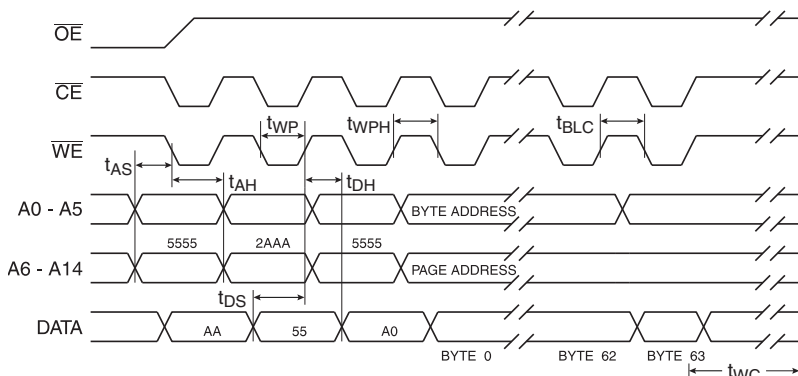 OE
CE
tWP tWPH tBLC
WE
tAS tAH tDH
A0 - A5 BYTE ADDRESS
5555 2AAA 5555
A6 - A14 PAGE ADDRESS
tDS
DATA AA 55 A0
BYTE 0 BYTE 62 BYTE 63
tWC